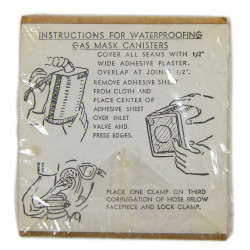 INSTRUCTIONS FOR WATERPROOFING
GAS MASK CANISTERS
COVER ALL SEAMS WITH 1/2"
WIDE ADHESIVE PLASTER.
OVERLAP AT JOINTS 1/2".
REMOVE ADHESIVE SHEET
FROM CLOTH AND
PLACE CENTER OF
ADHESIVE SHEET
OVER INLET
VALVE AND
PRESS EDGES.
PLACE ONE CLAMP ON THIRD
CORRUGATION OF HOSE BELOW
FACEPIECE AND LOCK CLAMP.